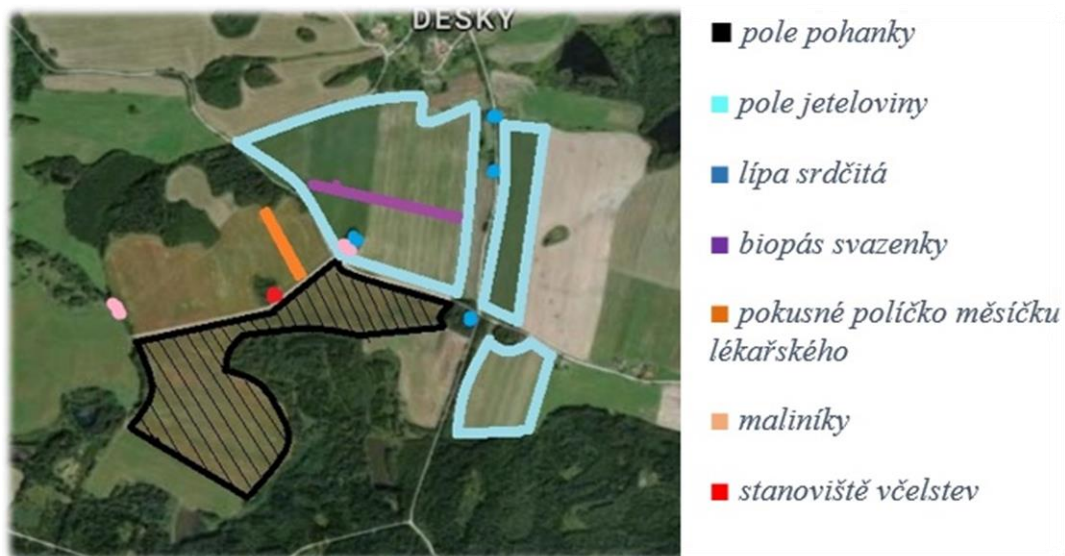 DESKY
pole pohanky
pole jeteloviny
lípa srdčitá
biopás svazenky
pokusné políčko měsíčku
lékařského
maliníky
stanoviště včelstev